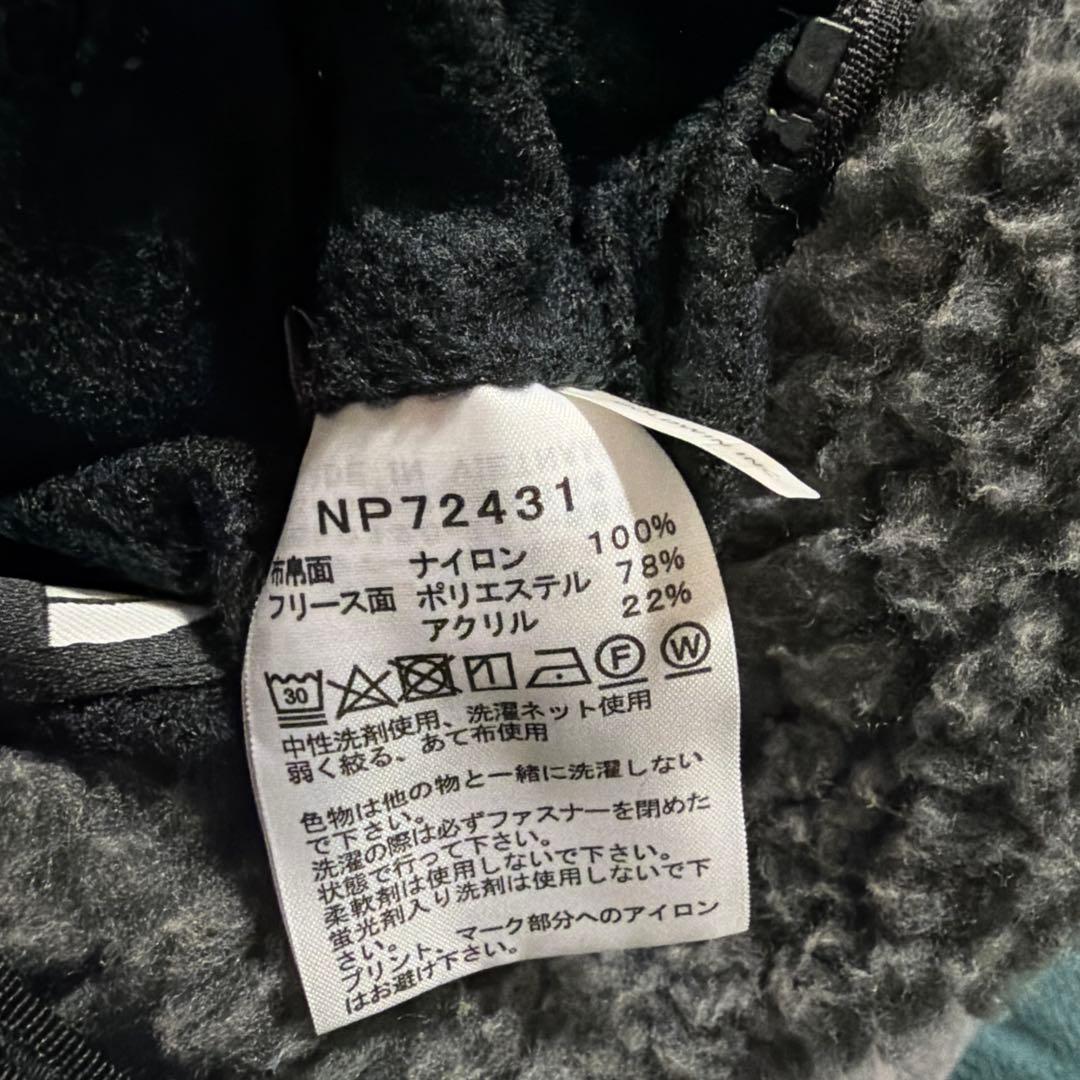 NP72431
布帛面 ナイロン 100%
フリース面 ポリエステル 78%
アクリル 22%
30 1 F W
中性洗剤使用、洗濯ネット使用
弱く絞る、あて布使用
色物は他の物と一緒に洗濯しない
で下さい。
洗濯の際は必ずファスナーを閉めた
状態で行って下さい。
柔軟剤は使用しないで下さい。
蛍光剤入り洗剤は使用しないで下
さい。
プリント、マーク部分へのアイロン
はお避け下さい。